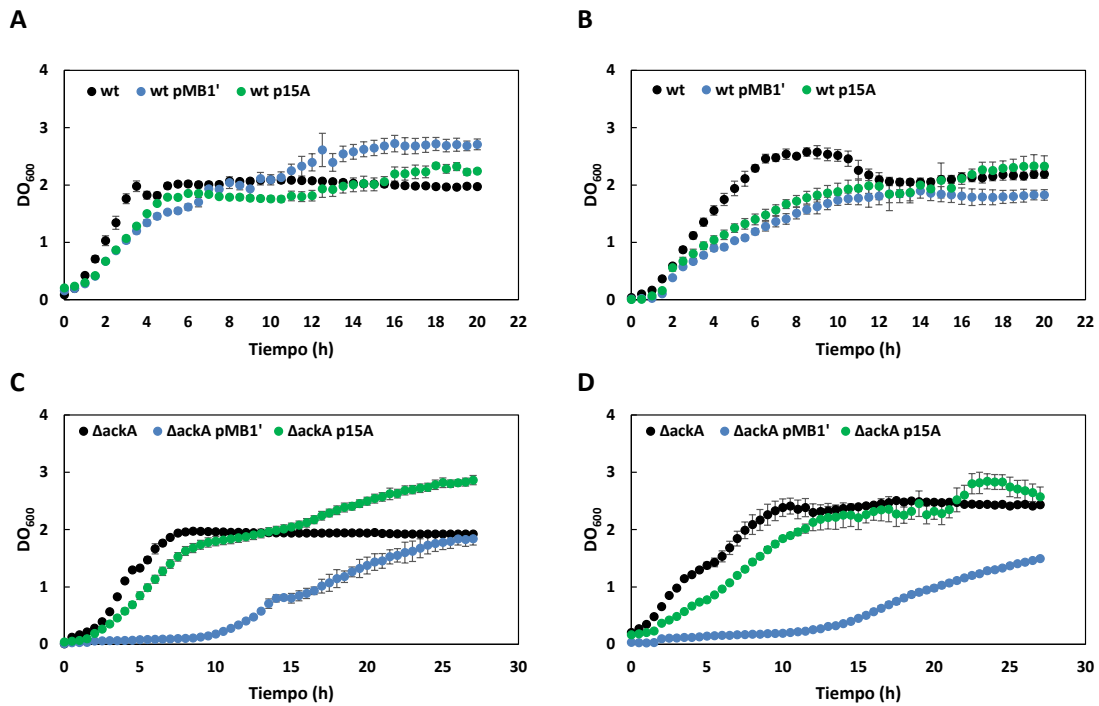 A
B
4
3
2
1
0
DO600
wt
wt pMB1'
wt p15A
0 2 4 6 8 10 12 14 16 18 20 22
Tiempo (h)
4
3
2
1
0
DO600
wt
wt pMB1'
wt p15A
0 2 4 6 8 10 12 14 16 18 20 22
Tiempo (h)
C
D
4
3
2
1
0
DO600
ΔackA
ΔackA pMB1'
ΔackA p15A
0 5 10 15 20 25 30
Tiempo (h)
4
3
2
1
0
DO600
ΔackA
ΔackA pMB1'
ΔackA p15A
0 5 10 15 20 25 30
Tiempo (h)